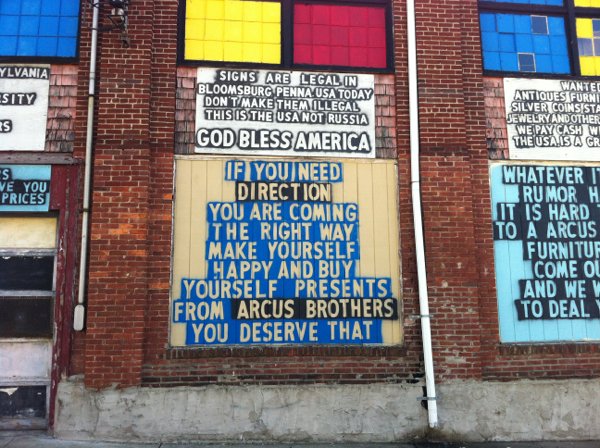 YLVANIA
SITY
RS
RS
VE YOU
PRICES
SIGNS ARE LEGAL IN
BLOOMSBURG, PENNA. USA TODAY
DON'T MAKE THEM ILLEGAL
THIS IS THE USA NOT RUSSIA
GOD BLESS AMERICA
IF YOU NEED
DIRECTION
YOU ARE COMING
THE RIGHT WAY
MAKE YOURSELF
HAPPY AND BUY
YOURSELF PRESENTS
FROM ARCUS BROTHERS
YOU DESERVE THAT
WANTE
ANTIQUES FURNI
SILVER COINS STA
JEWELRY AND OTHER
WE PAY CASH W
THE USA IS A GR
WHATEVER I
RUMOR H
IT IS HARD
TO A ARCUS
FURNITU
COME OU
AND WE W
TO DEAL